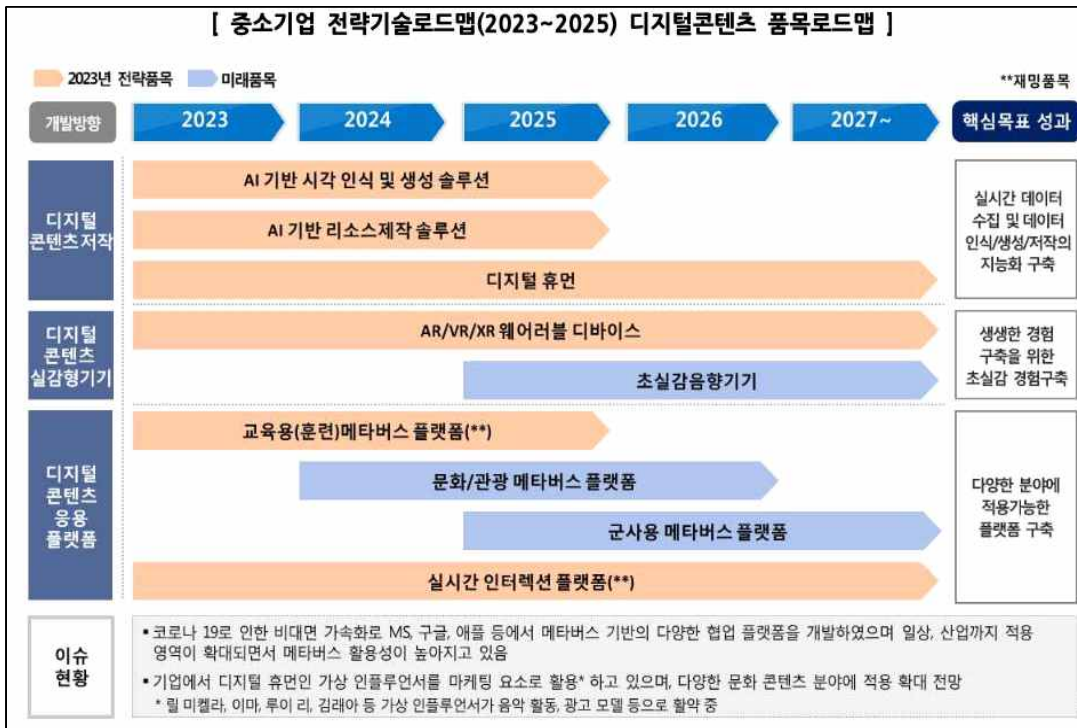 [ 중소기업 전략기술로드맵(2023~2025) 디지털콘텐츠 품목로드맵 ]
2023년 전략품목 미래품목
**재밍품목
개발방향 2023 2024 2025 2026 2027~ 핵심목표 성과
디지털
콘텐츠저작
AI 기반 시각 인식 및 생성 솔루션
AI 기반 리소스제작 솔루션
디지털 휴먼
실시간 데이터
수집 및 데이터
인식/생성/저작의
지능화 구축
디지털
콘텐츠
실감형기기
AR/VR/XR 웨어러블 디바이스
초실감음향기기
생생한 경험
구축을 위한
초실감 경험구축
디지털
콘텐츠
응용
플랫폼
교육용(훈련)메타버스 플랫폼(**)
문화/관광 메타버스 플랫폼
군사용 메타버스 플랫폼
실시간 인터렉션 플랫폼(**)
다양한 분야에
적용가능한
플랫폼 구축
이슈
현황
▪ 코로나 19로 인한 비대면 가속화로 MS, 구글, 애플 등에서 메타버스 기반의 다양한 협업 플랫폼을 개발하였으며 일상, 산업까지 적용
영역이 확대되면서 메타버스 활용성이 높아지고 있음
▪ 기업에서 디지털 휴먼인 가상 인플루언서를 마케팅 요소로 활용* 하고 있으며, 다양한 문화 콘텐츠 분야에 적용 확대 전망
* 릴 미켈라, 이마, 루이 리, 김래아 등 가상 인플루언서가 음악 활동, 광고 모델 등으로 활약 중